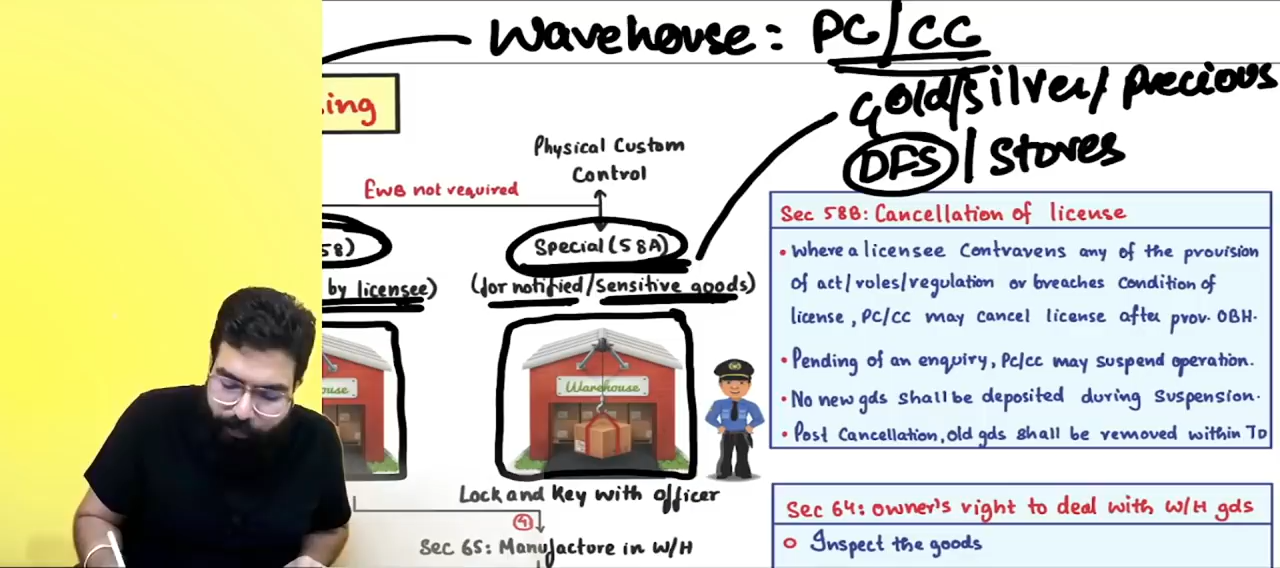 Warehouse: PC/CC
Gold/silver/precious
DFS/stores
ing
Physical Custom
Control
EWB not required
58)
Special (58A)
by licensee)
(for notified/sensitive goods)
use
Warehouse
Lock and Key with officer
4
Sec 65: Manufacture in W/H
Sec 58B: Cancellation of license
• Where a licensee Contravens any of the provision
of act/rules/regulation or breaches Condition of
license, PC/CC may cancel license after prov. OBH.
• Pending of an enquiry, PC/CC may suspend operation.
• No new gds shall be deposited during Suspension.
• Post Cancellation, old gds shall be removed within 7D
Sec 64: owner's right to deal with W/H gds
Inspect the goods